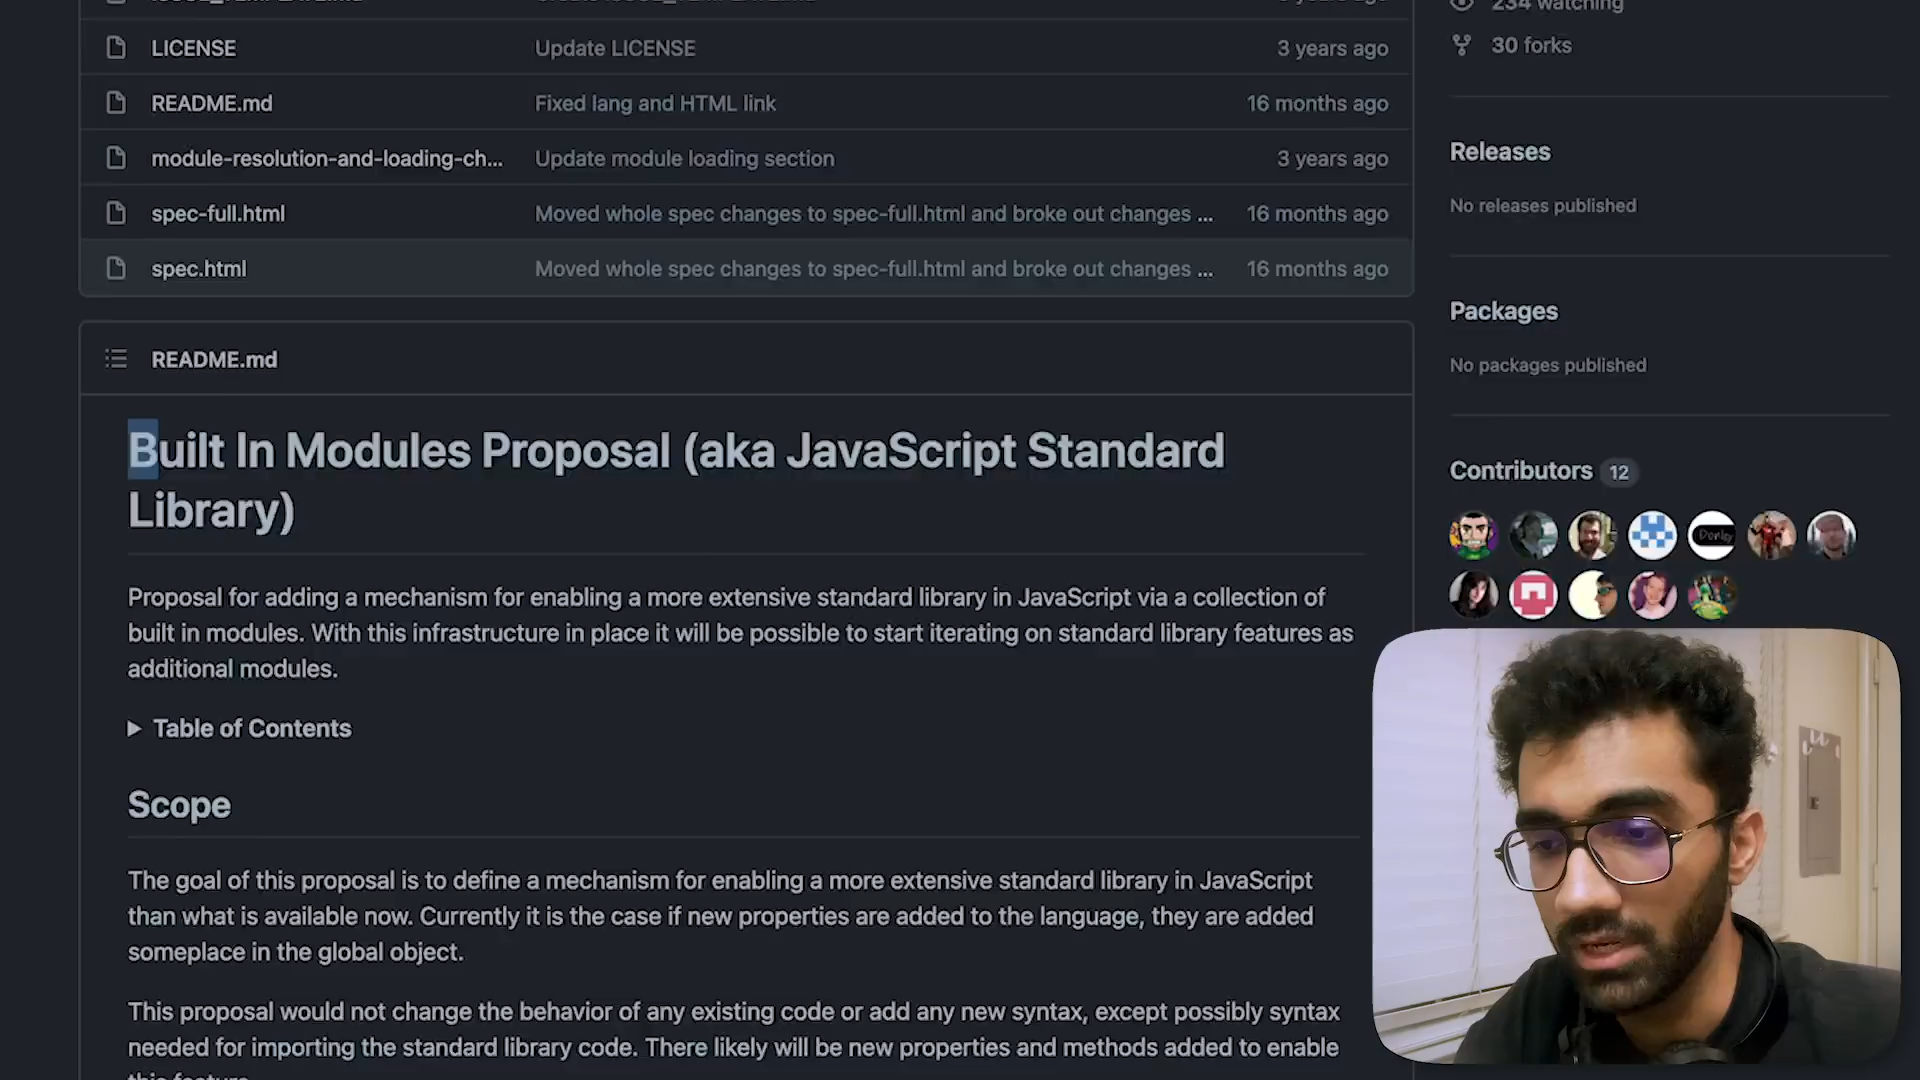 LICENSE Update LICENSE 3 years ago
README.md Fixed lang and HTML link 16 months ago
module-resolution-and-loading-ch... Update module loading section 3 years ago
spec-full.html Moved whole spec changes to spec-full.html and broke out changes ... 16 months ago
spec.html Moved whole spec changes to spec-full.html and broke out changes ... 16 months ago
README.md
Built In Modules Proposal (aka JavaScript Standard
Library)
Proposal for adding a mechanism for enabling a more extensive standard library in JavaScript via a collection of
built in modules. With this infrastructure in place it will be possible to start iterating on standard library features as
additional modules.
Table of Contents
Scope
The goal of this proposal is to define a mechanism for enabling a more extensive standard library in JavaScript
than what is available now. Currently it is the case if new properties are added to the language, they are added
someplace in the global object.
This proposal would not change the behavior of any existing code or add any new syntax, except possibly syntax
needed for importing the standard library code. There likely will be new properties and methods added to enable
234 watching
30 forks
Releases
No releases published
Packages
No packages published
Contributors 12